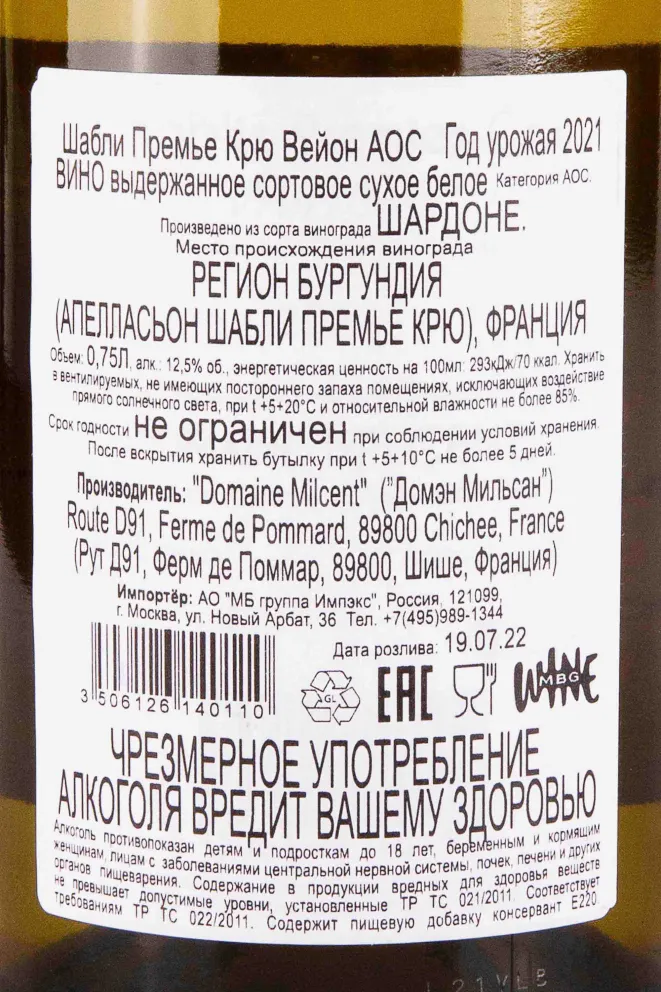 Шабли Премье Крю Вейон АОС Год урожая 2021
ВИНО выдержанное сортовое сухое белое Категория АОС.
Произведено из сорта винограда ШАРДОНЕ.
Место происхождения винограда
РЕГИОН БУРГУНДИЯ
(АПЕЛЛАСЬОН ШАБЛИ ПРЕМЬЕ КРЮ), ФРАНЦИЯ
Объем: 0,75Л, алк.: 12,5% об., энергетическая ценность на 100мл: 293кДж/70 ккал. Хранить
в вентилируемых, не имеющих постороннего запаха помещениях, исключающих воздействие
прямого солнечного света, при t +5+20°C и относительной влажности не более 85%.
Срок годности не ограничен при соблюдении условий хранения.
После вскрытия хранить бутылку при t +5+10°C не более 5 дней.
Производитель: "Domaine Milcent" ("Домэн Мильсан")
Route D91, Ferme de Pommard, 89800 Chichee, France
(Рут Д91, Ферм де Поммар, 89800, Шише, Франция)
Импортёр: АО "МБ группа Импэкс", Россия, 121099,
г. Москва, ул. Новый Арбат, 36 Тел. +7(495)989-1344
Дата розлива: 19.07.22
3 506126 140110
GL
EAC
WINE
MBG
ЧРЕЗМЕРНОЕ УПОТРЕБЛЕНИЕ
АЛКОГОЛЯ ВРЕДИТ ВАШЕМУ ЗДОРОВЬЮ
Алкоголь противопоказан детям и подросткам до 18 лет, беременным и кормящим
женщинам, лицам с заболеваниями центральной нервной системы, почек, печени и других
органов пищеварения. Содержание в продукции вредных для здоровья веществ
не превышает допустимые уровни, установленные ТР ТС 021/2011. Соответствует
требованиям ТР ТС 022/2011. Содержит пищевую добавку консервант Е220.